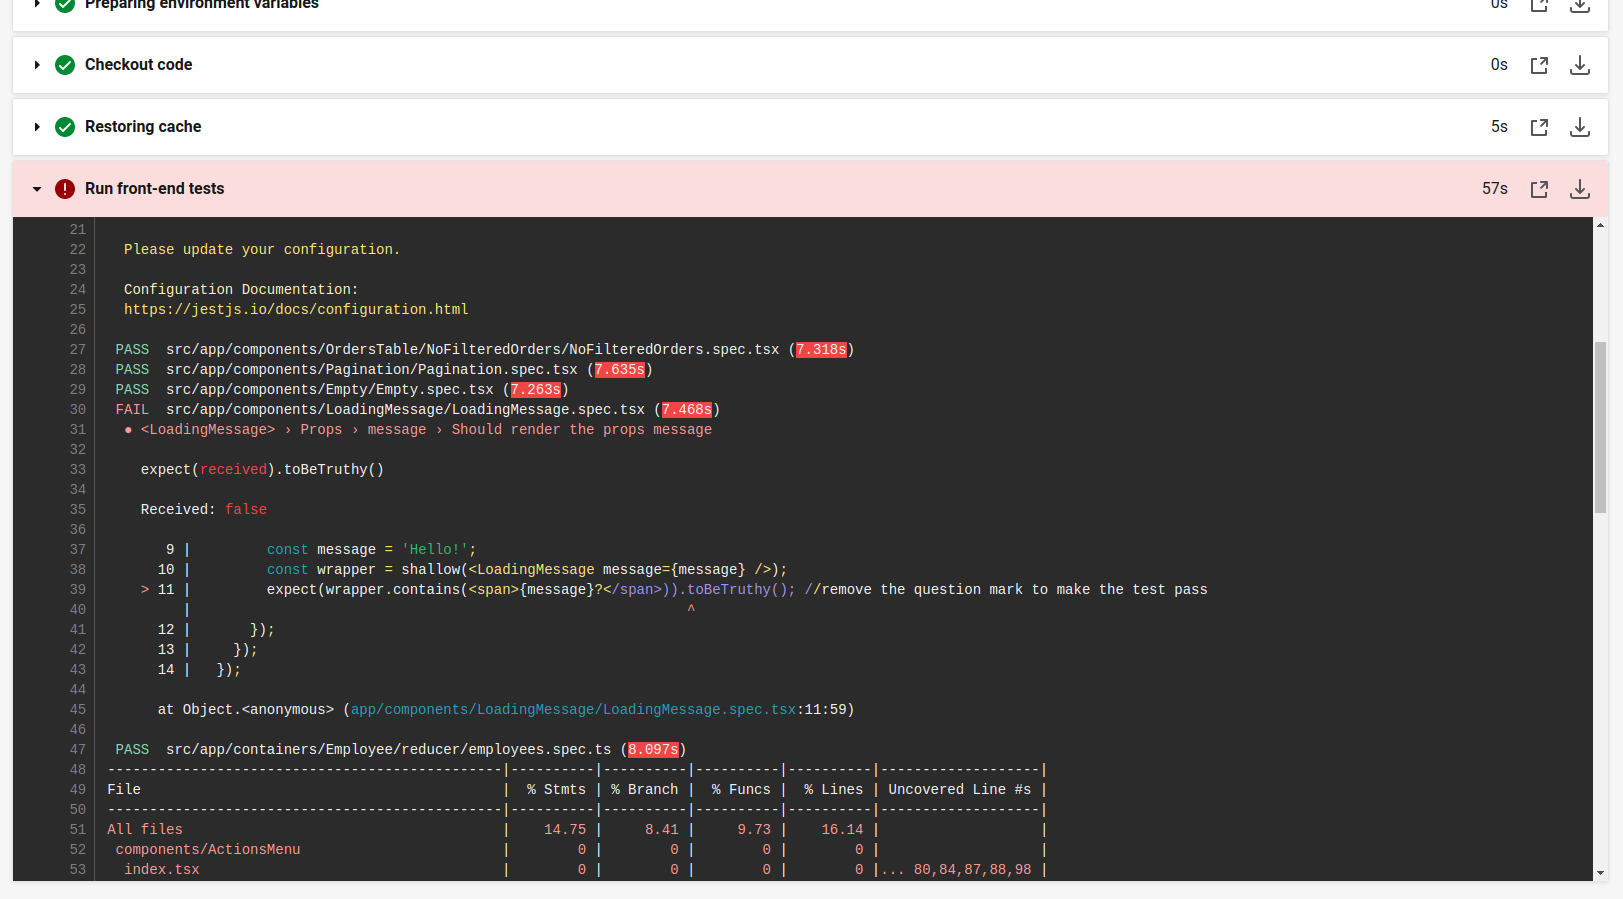 Preparing environment variables 0s
Checkout code 0s
Restoring cache 5s
Run front-end tests 57s
21
22 Please update your configuration.
23
24 Configuration Documentation:
25 https://jestjs.io/docs/configuration.html
26
27 PASS src/app/components/OrdersTable/NoFilteredOrders/NoFilteredOrders.spec.tsx (7.318s)
28 PASS src/app/components/Pagination/Pagination.spec.tsx (7.635s)
29 PASS src/app/components/Empty/Empty.spec.tsx (7.263s)
30 FAIL src/app/components/LoadingMessage/LoadingMessage.spec.tsx (7.468s)
31 ● <LoadingMessage> › Props › message › Should render the props message
32
33 expect(received).toBeTruthy()
34
35 Received: false
36
37 9 | const message = 'Hello!';
38 10 | const wrapper = shallow(<LoadingMessage message={message} />);
39 > 11 | expect(wrapper.contains(<span>{message}?</span>)).toBeTruthy(); //remove the question mark to make the test pass
40 | ^
41 12 | });
42 13 | });
43 14 | });
44
45 at Object.<anonymous> (app/components/LoadingMessage/LoadingMessage.spec.tsx:11:59)
46
47 PASS src/app/containers/Employee/reducer/employees.spec.ts (8.097s)
48 -----------------------------------------------|----------|----------|----------|----------|-------------------|
49 File | % Stmts | % Branch | % Funcs | % Lines | Uncovered Line #s |
50 -----------------------------------------------|----------|----------|----------|----------|-------------------|
51 All files | 14.75 | 8.41 | 9.73 | 16.14 | |
52 components/ActionsMenu | 0 | 0 | 0 | 0 | |
53 index.tsx | 0 | 0 | 0 | 0 |... 80,84,87,88,98 |